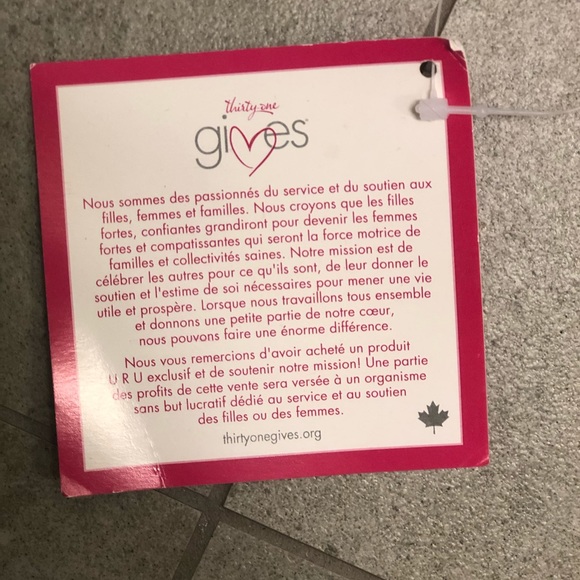 thirty-one
gives
Nous sommes des passionnés du service et du soutien aux
filles, femmes et familles. Nous croyons que les filles
fortes, confiantes grandiront pour devenir les femmes
fortes et compatissantes qui seront la force motrice de
familles et collectivités saines. Notre mission est de
célébrer les autres pour ce qu'ils sont, de leur donner le
soutien et l'estime de soi nécessaires pour mener une vie
utile et prospère. Lorsque nous travaillons tous ensemble
et donnons une petite partie de notre cœur,
nous pouvons faire une énorme différence.
Nous vous remercions d'avoir acheté un produit
U R U exclusif et de soutenir notre mission! Une partie
des profits de cette vente sera versée à un organisme
sans but lucratif dédié au service et au soutien
des filles ou des femmes.
thirtyonegives.org